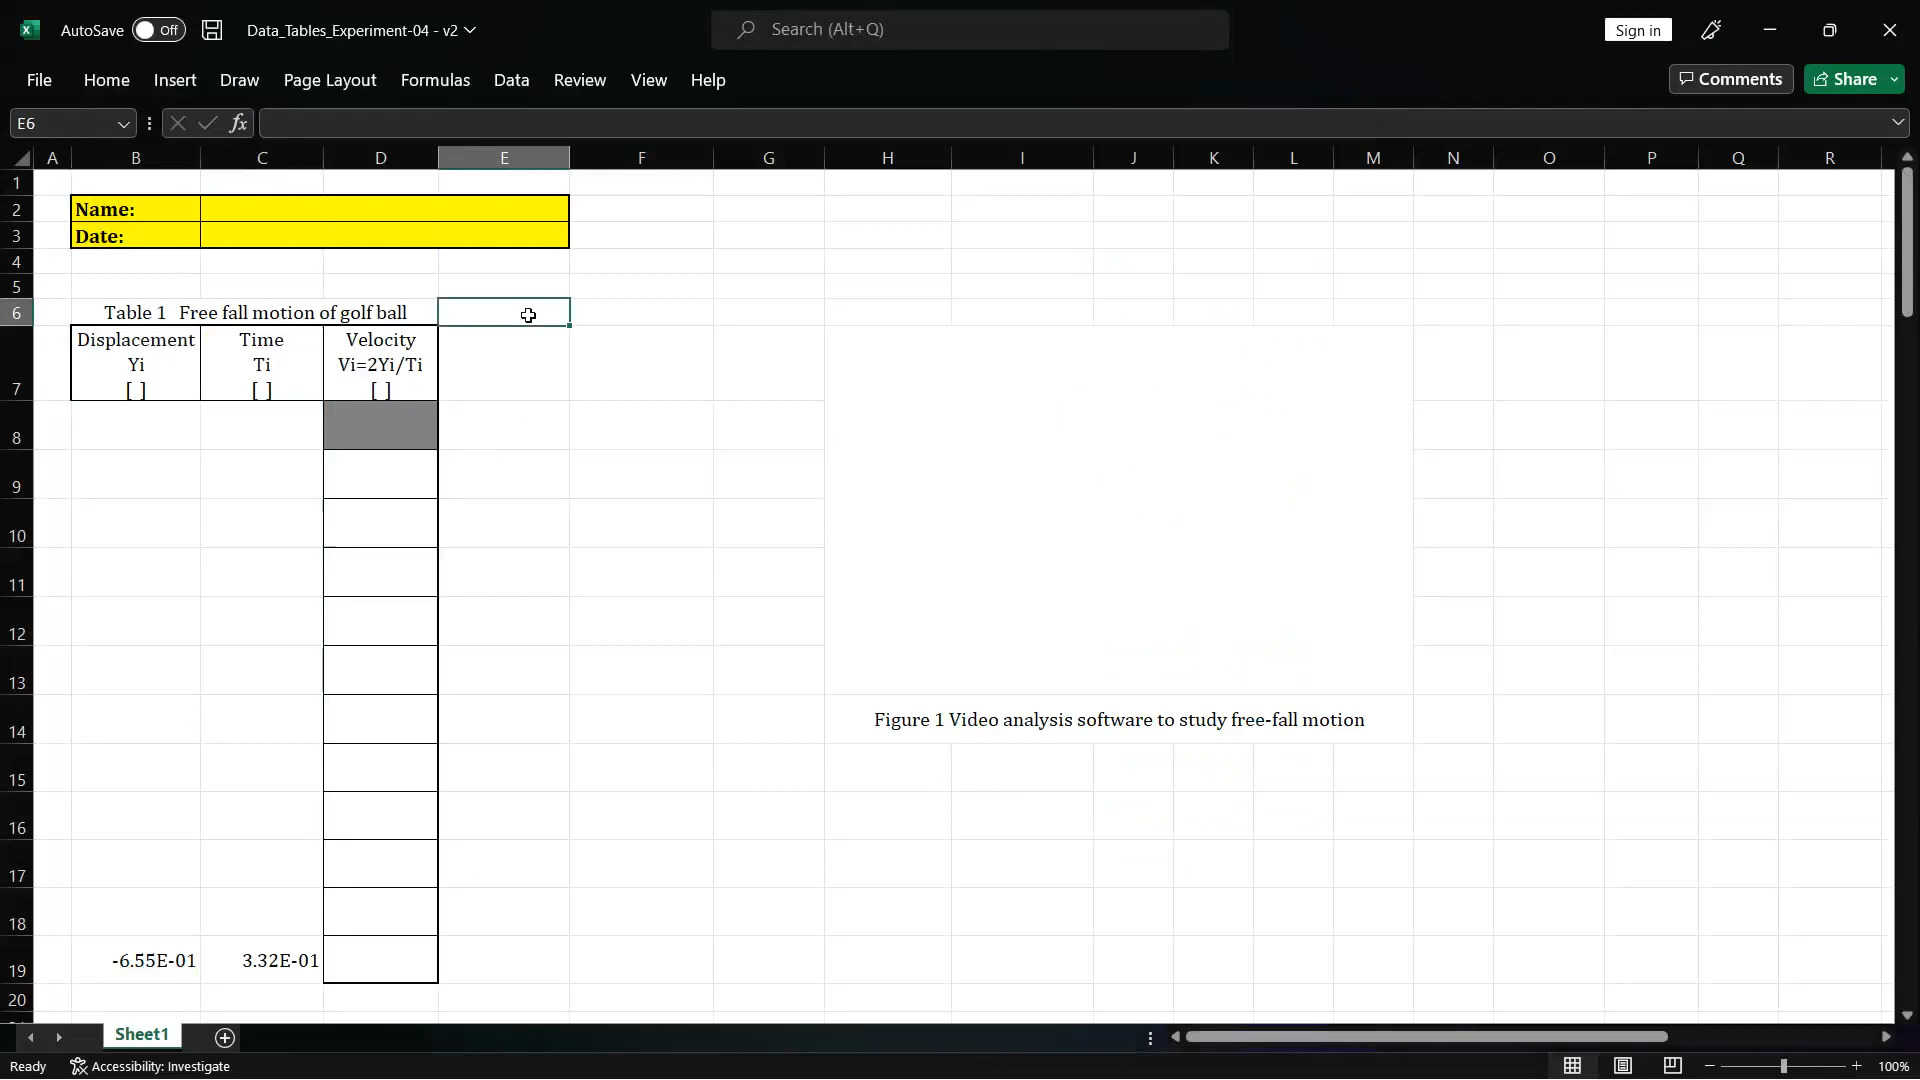 AutoSave Off Data_Tables_Experiment-04 - v2 Search (Alt+Q) Sign in
File Home Insert Draw Page Layout Formulas Data Review View Help Comments Share
E6 fx
A B C D E F G H I J K L M N O P Q R
1
2 Name:
3 Date:
4
5
6 Table 1 Free fall motion of golf ball
Displacement Time Velocity
Yi Ti Vi=2Yi/Ti
7 [ ] [ ] [ ]
8
9
10
11
12
13
14 Figure 1 Video analysis software to study free-fall motion
15
16
17
18
19 -6.55E-01 3.32E-01
20
Sheet1
Ready Accessibility: Investigate 100%